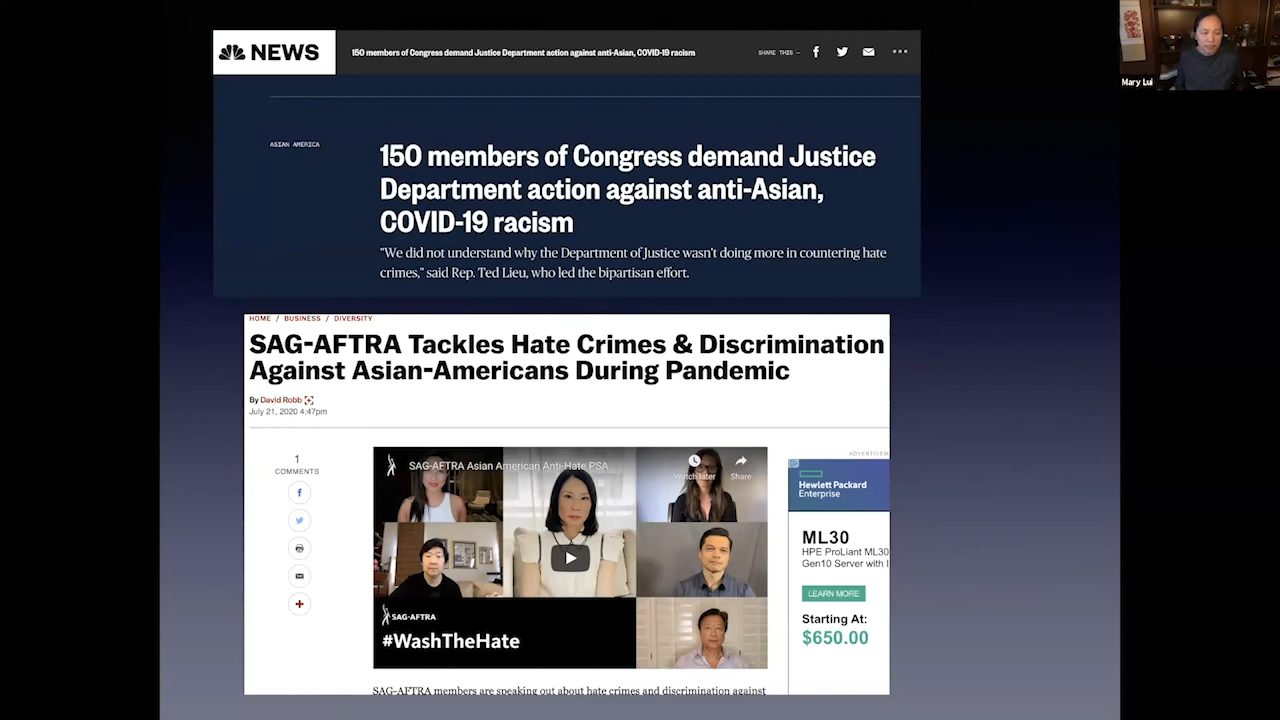 NEWS
150 members of Congress demand Justice Department action against anti-Asian, COVID-19 racism
SHARE THIS —
Mary Lui
ASIAN AMERICA
150 members of Congress demand Justice
Department action against anti-Asian,
COVID-19 racism
"We did not understand why the Department of Justice wasn't doing more in countering hate
crimes," said Rep. Ted Lieu, who led the bipartisan effort.
HOME / BUSINESS / DIVERSITY
SAG-AFTRA Tackles Hate Crimes & Discrimination
Against Asian-Americans During Pandemic
By David Robb
July 21, 2020 4:47pm
1
COMMENTS
SAG-AFTRA Asian American Anti-Hate PSA
Watch later
Share
SAG-AFTRA
#WashTheHate
SAG-AFTRA members are speaking out about hate crimes and discrimination against
ADVERTISEM
Hewlett Packard
Enterprise
ML30
HPE ProLiant ML30
Gen10 Server with I
LEARN MORE
Starting At:
$650.00